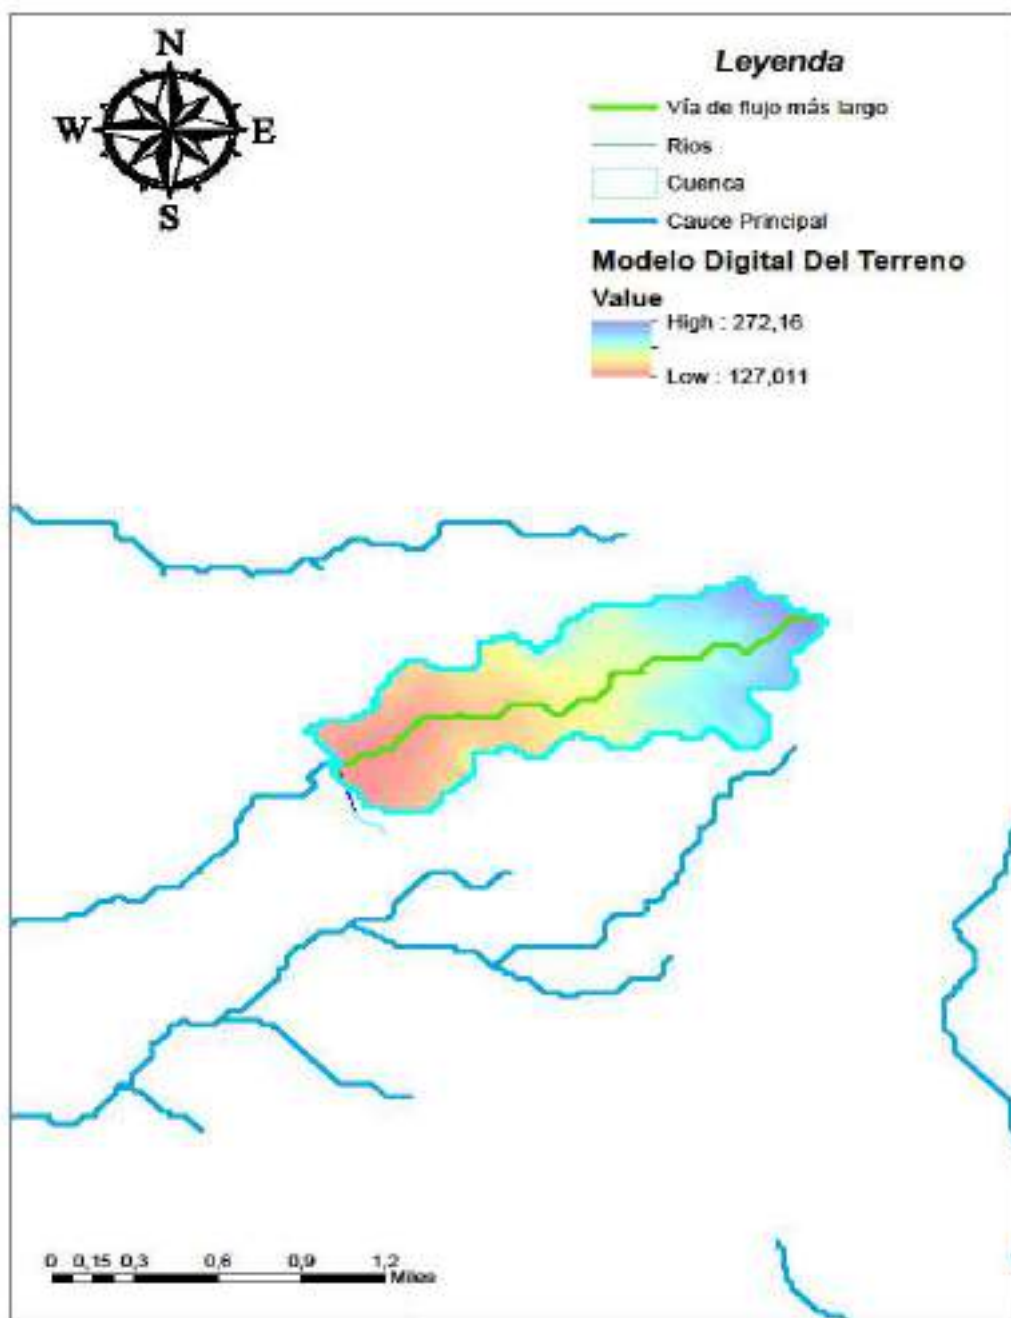 N
W E
S
Leyenda
Vía de flujo más largo
Rios
Cuenca
Cauce Principal
Modelo Digital Del Terreno
Value
High : 272,16
Low : 127,011
0 0,15 0,3 0,6 0,9 1,2
Miles